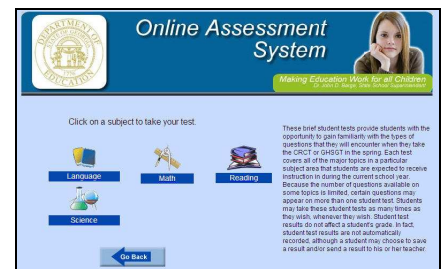 Online Assessment
System
Making Education Work for all Children
Dr. John D. Barge, State School Superintendent
Click on a subject to take your test.
Language
Math
Reading
Science
Go Back
These brief student tests provide students with the
opportunity to gain familiarity with the types of
questions that they will encounter when they take
the CRCT or GHSGT in the spring. Each test
covers all of the major topics in a particular
subject area that students are expected to receive
instruction in during the current school year.
Because the number of questions available on
some topics is limited, certain questions may
appear on more than one student test. Students
may take these student tests as many times as
they wish, whenever they wish. Student test
results do not affect a student's grade. In fact,
student test results are not automatically
recorded, although a student may choose to save
a result and/or send a result to his or her teacher.